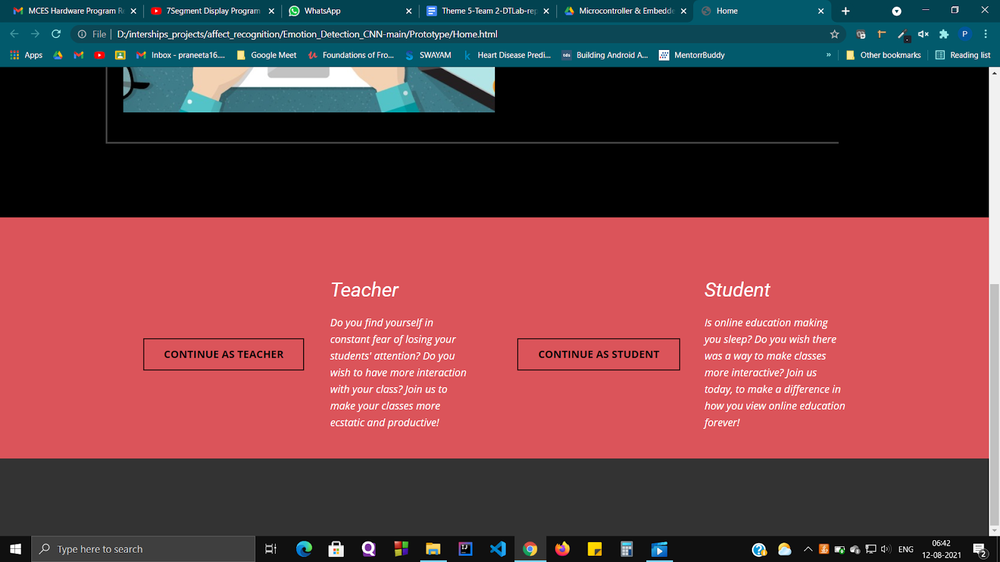 MCES Hardware Program Re
7Segment Display Program
WhatsApp
Theme 5-Team 2-DTLab-rep
Microcontroller & Embedde
Home
File
D:/interships_projects/affect_recognition/Emotion_Detection_CNN-main/Prototype/Home.html
P
Apps
Inbox - praneeta16....
Google Meet
Foundations of Fro...
SWAYAM
k
Heart Disease Predi...
tds
Building Android A...
MentorrBuddy
»
Other bookmarks
Reading list
Teacher
Do you find yourself in
constant fear of losing your
students' attention? Do you
wish to have more interaction
with your class? Join us to
make your classes more
ecstatic and productive!
CONTINUE AS TEACHER
Student
Is online education making
you sleep? Do you wish there
was a way to make classes
more interactive? Join us
today, to make a difference in
how you view online education
forever!
CONTINUE AS STUDENT
Type here to search
ENG
06:42
12-08-2021
2